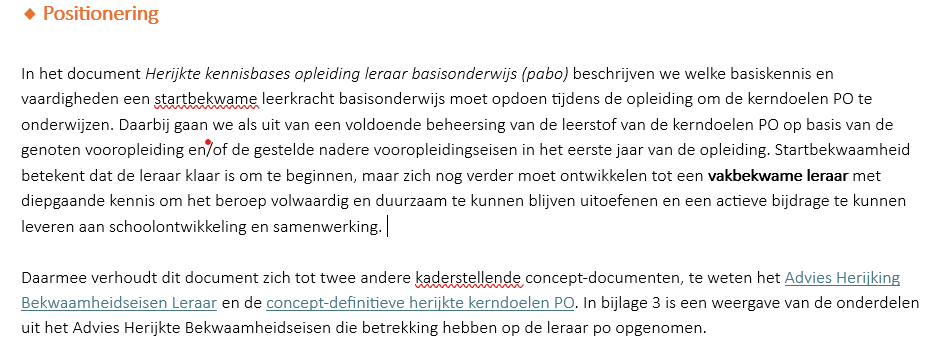 ◆ Positionering
In het document Herijkte kennisbases opleiding leraar basisonderwijs (pabo) beschrijven we welke basiskennis en
vaardigheden een startbekwame leerkracht basisonderwijs moet opdoen tijdens de opleiding om de kerndoelen PO te
onderwijzen. Daarbij gaan we als uit van een voldoende beheersing van de leerstof van de kerndoelen PO op basis van de
genoten vooropleiding en/of de gestelde nadere vooropleidingseisen in het eerste jaar van de opleiding. Startbekwaamheid
betekent dat de leraar klaar is om te beginnen, maar zich nog verder moet ontwikkelen tot een vakbekwame leraar met
diepgaande kennis om het beroep volwaardig en duurzaam te kunnen blijven uitoefenen en een actieve bijdrage te kunnen
leveren aan schoolontwikkeling en samenwerking.
Daarmee verhoudt dit document zich tot twee andere kaderstellende concept-documenten, te weten het Advies Herijking
Bekwaamheidseisen Leraar en de concept-definitieve herijkte kerndoelen PO. In bijlage 3 is een weergave van de onderdelen
uit het Advies Herijkte Bekwaamheidseisen die betrekking hebben op de leraar po opgenomen.